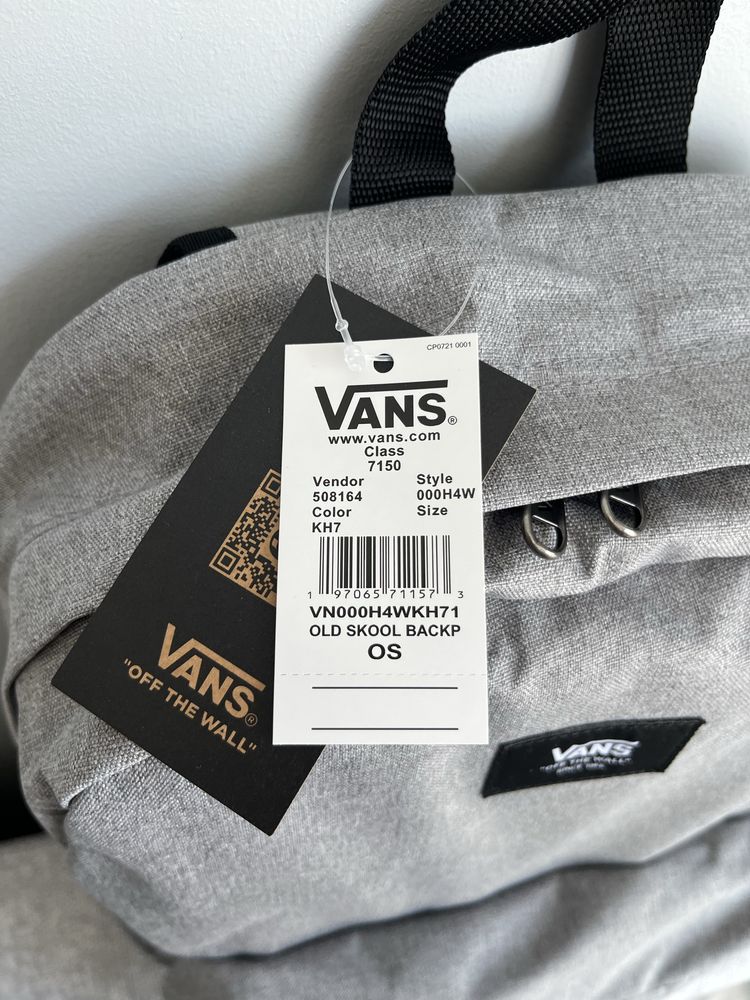 CP0721 0001
VANS®
www.vans.com
Class
7150
Vendor Style
508164 000H4W
Color Size
KH7
1 97065 71157 3
VN000H4WKH71
OLD SKOOL BACKP
OS
VANS®
"OFF THE WALL"
VANS
"OFF THE WALL"